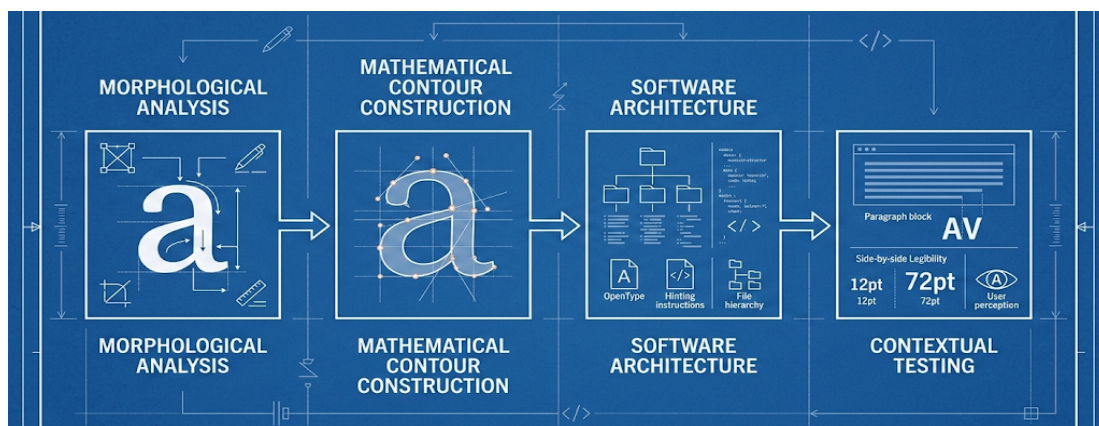 MORPHOLOGICAL
ANALYSIS
MATHEMATICAL
CONTOUR
CONSTRUCTION
SOFTWARE
ARCHITECTURE
</>
a
a
</>
A
OpenType
</>
Hinting
instructions
File
hierarchy
Paragraph block
AV
Side-by-side Legibility
12pt
12pt
72pt
72pt
A
User
perception
MORPHOLOGICAL
ANALYSIS
MATHEMATICAL
CONTOUR
CONSTRUCTION
SOFTWARE
ARCHITECTURE
CONTEXTUAL
TESTING
</>